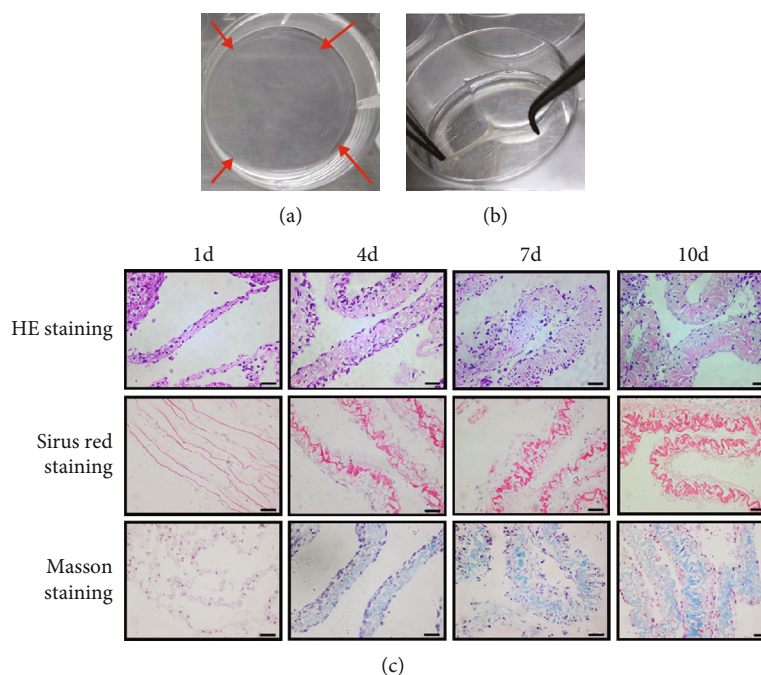 (a)
(b)
1d
4d
7d
10d
HE staining
Sirus red
staining
Masson
staining
(c)